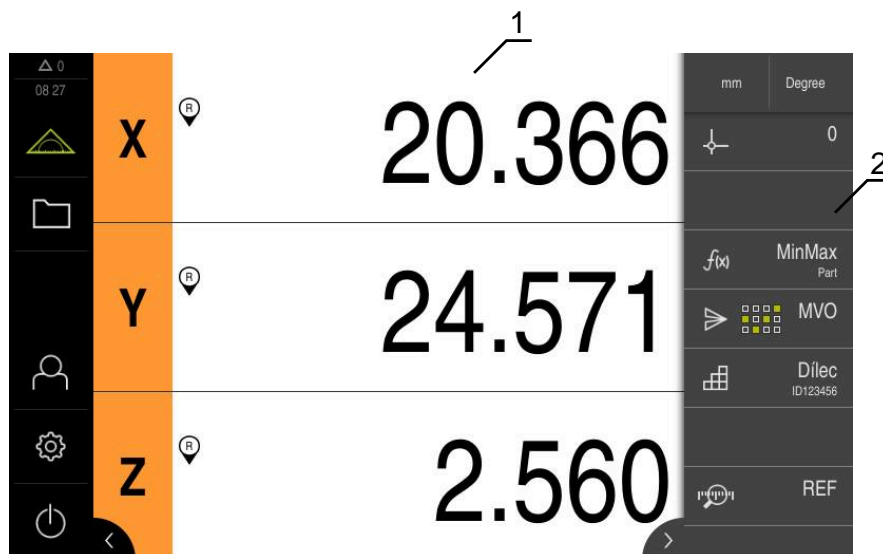 1
0
08 27
X
R
20.366
mm
Degree
0
2
Y
R
24.571
f(x)
MinMax
Part
MVO
Dílec
ID123456
Z
R
2.560
REF